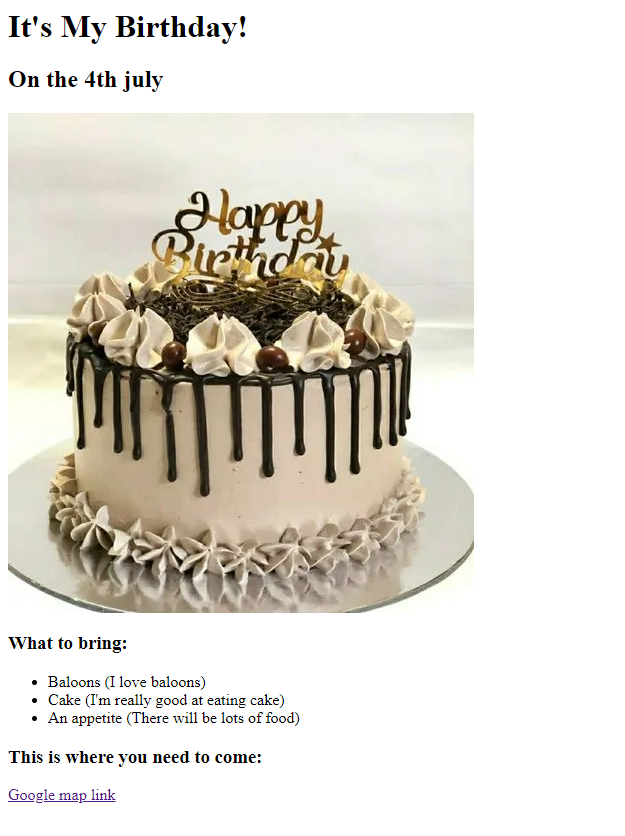 It's My Birthday!
On the 4th july
Happy
Birthday
What to bring:
Baloons (I love baloons)
Cake (I'm really good at eating cake)
An appetite (There will be lots of food)
This is where you need to come:
Google map link